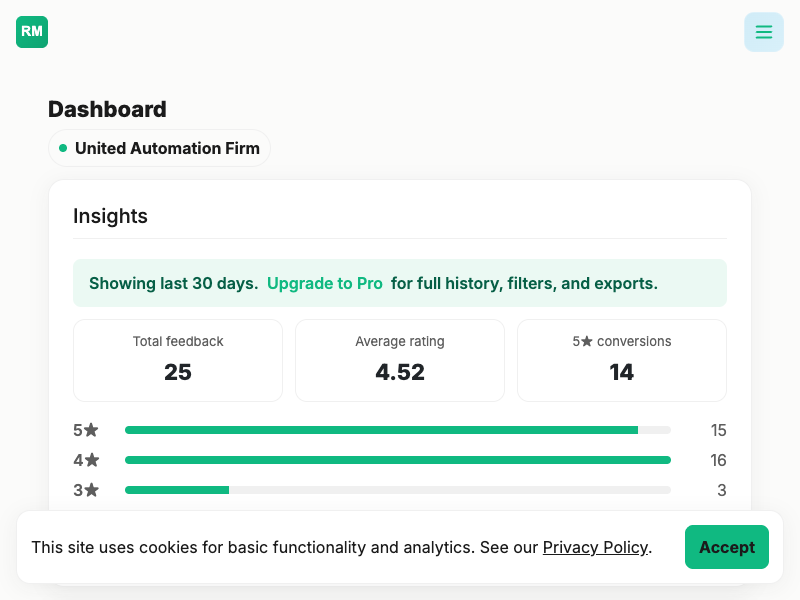 RM
Dashboard
United Automation Firm
Insights
Showing last 30 days. Upgrade to Pro for full history, filters, and exports.
Total feedback
25
Average rating
4.52
5★ conversions
14
5★ 15
4★ 16
3★ 3
This site uses cookies for basic functionality and analytics. See our Privacy Policy.
Accept